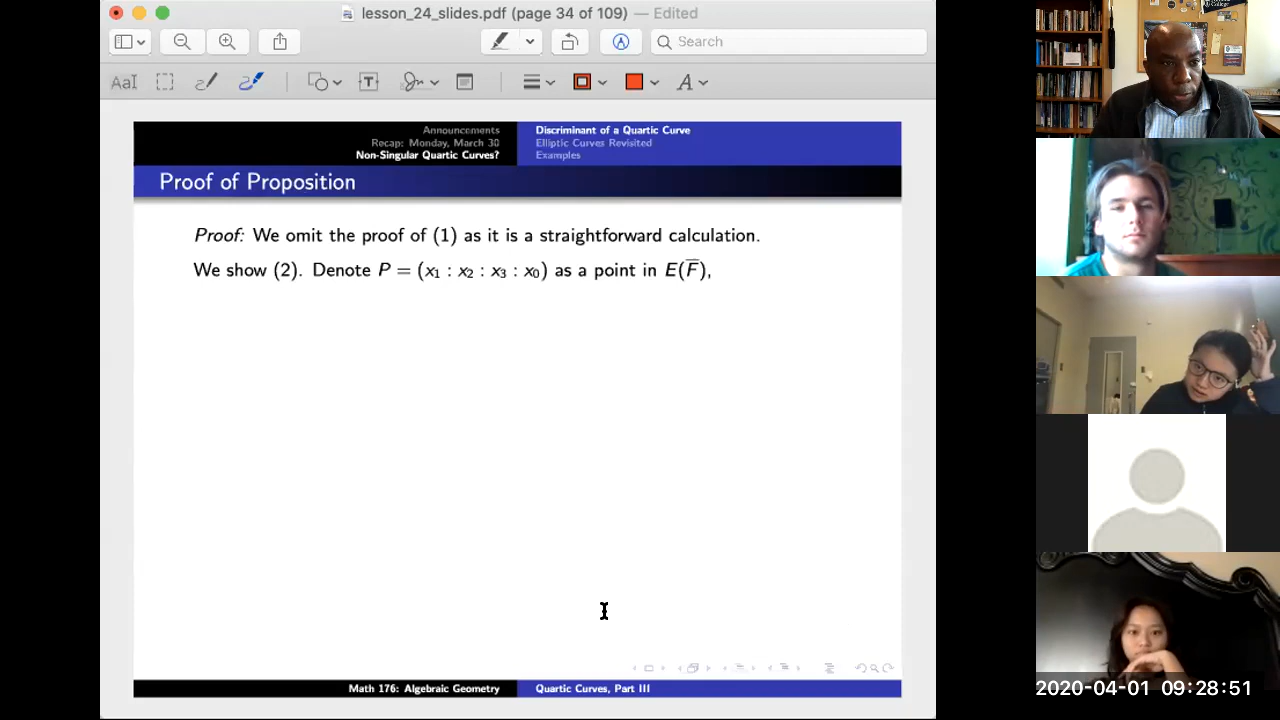 lesson_24_slides.pdf (page 34 of 109) — Edited
Search
AaI
T
A
Announcements
Recap: Monday, March 30
Non-Singular Quartic Curves?
Discriminant of a Quartic Curve
Elliptic Curves Revisited
Examples
Proof of Proposition
Proof: We omit the proof of (1) as it is a straightforward calculation.
We show (2). Denote P = (x₁ : x₂ : x₃ : x₀) as a point in E(F̅),
Math 176: Algebraic Geometry
Quartic Curves, Part III
2020-04-01 09:28:51